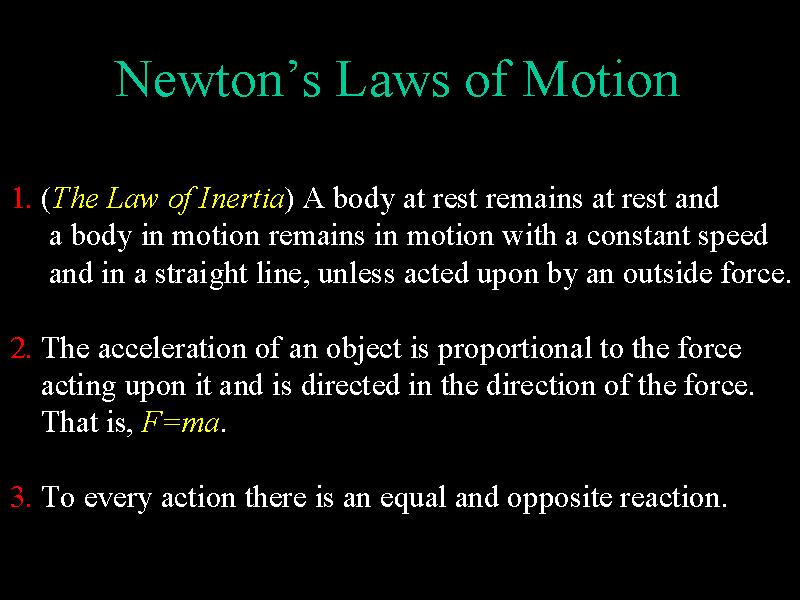 Newton’s Laws of Motion
1. (The Law of Inertia) A body at rest remains at rest and
a body in motion remains in motion with a constant speed
and in a straight line, unless acted upon by an outside force.
2. The acceleration of an object is proportional to the force
acting upon it and is directed in the direction of the force.
That is, F=ma.
3. To every action there is an equal and opposite reaction.